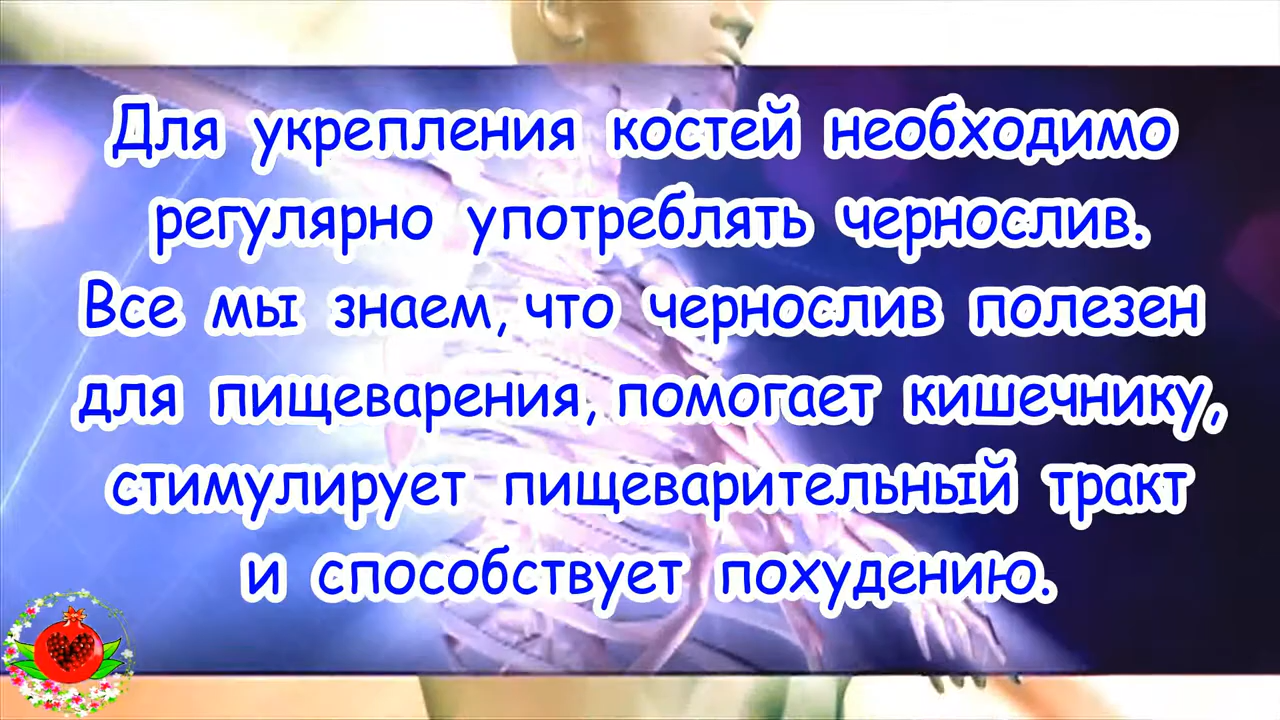 Для укрепления костей необходимо
регулярно употреблять чернослив.
Все мы знаем, что чернослив полезен
для пищеварения, помогает кишечнику,
стимулирует пищеварительный тракт
и способствует похудению.